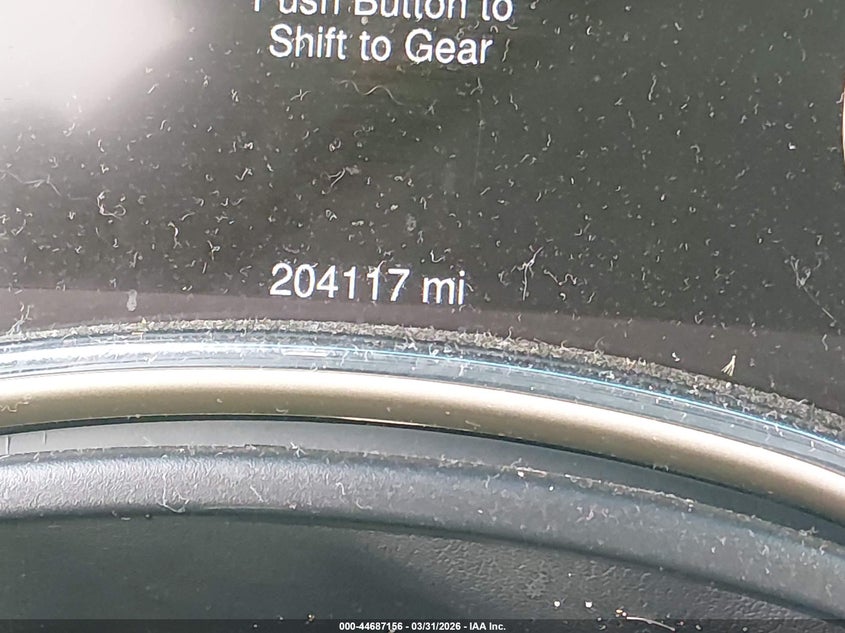 Push Button to
Shift to Gear
204117 mi
000-44687156 - 03/31/2026 - IAA Inc.